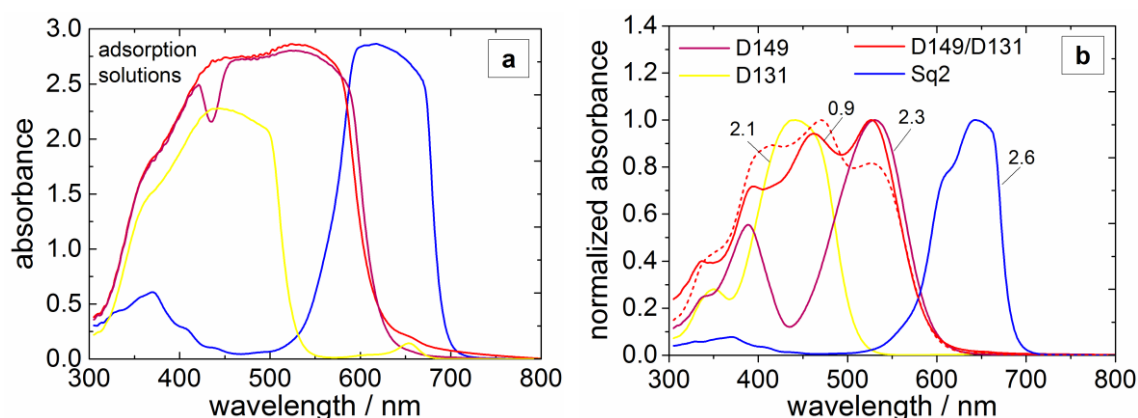 3.0
2.5
2.0
1.5
1.0
0.5
0.0
absorbance
adsorption
solutions
a
300 400 500 600 700 800
wavelength / nm
1.4
1.2
1.0
0.8
0.6
0.4
0.2
0.0
normalized absorbance
D149 D149/D131
D131 Sq2
b
2.1
0.9
2.3
2.6
300 400 500 600 700 800
wavelength / nm